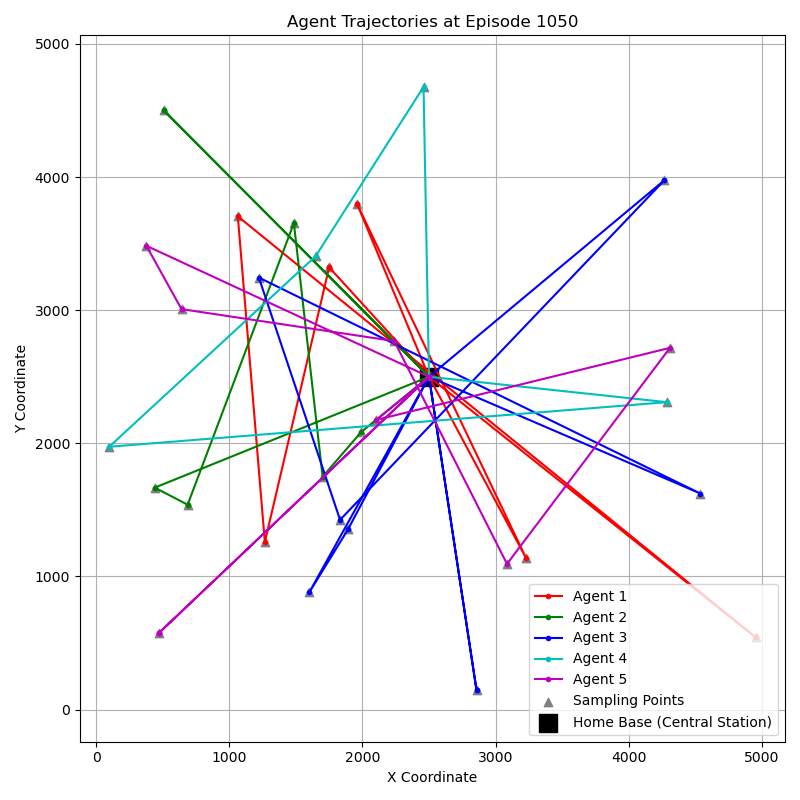 Agent Trajectories at Episode 1050
Y Coordinate
5000
4000
3000
2000
1000
0
0 1000 2000 3000 4000 5000
X Coordinate
Agent 1
Agent 2
Agent 3
Agent 4
Agent 5
Sampling Points
Home Base (Central Station)